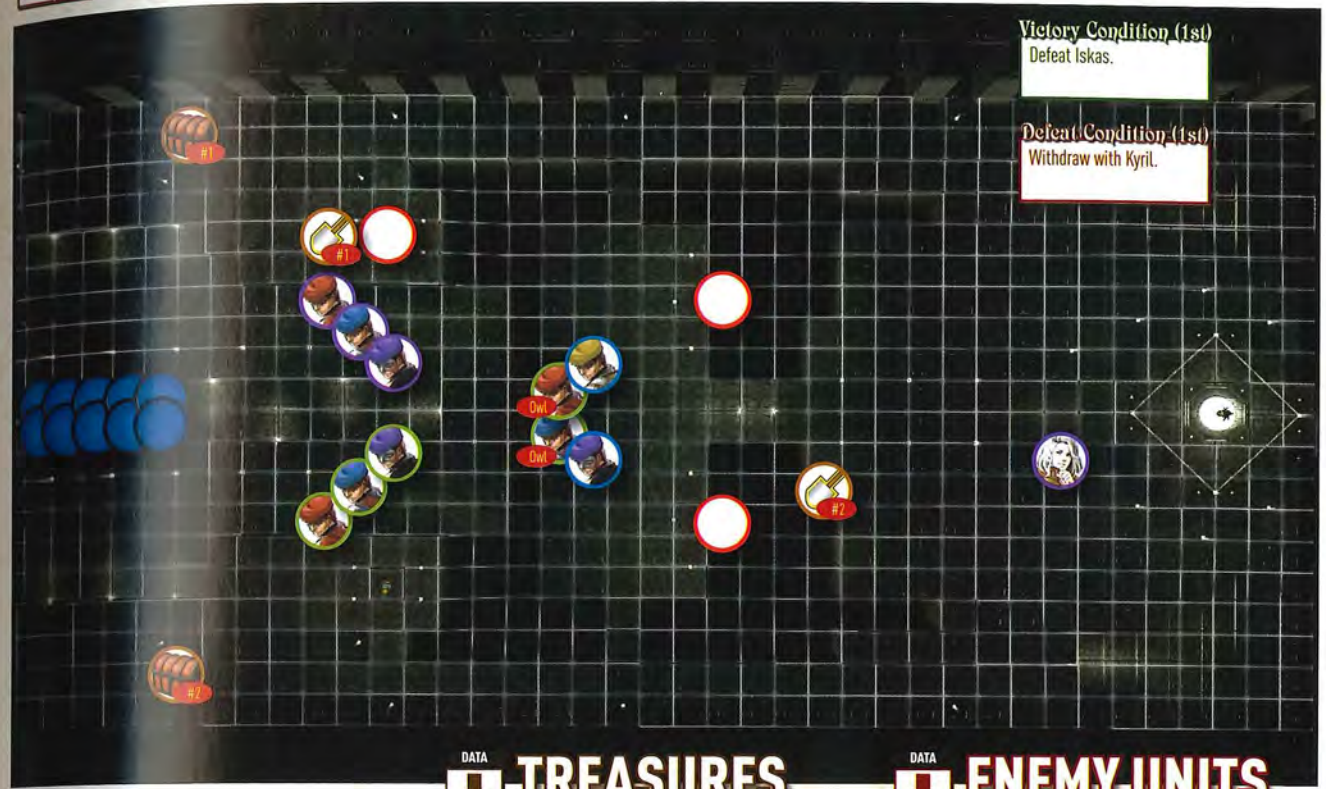 Victory Condition (1st)
Defeat Iskas.
Defeat Condition (1st)
Withdraw with Kyril.
#1
#1
Owl
Owl
#2
#2
DATA
TREASURES
DATA
ENEMY UNITS